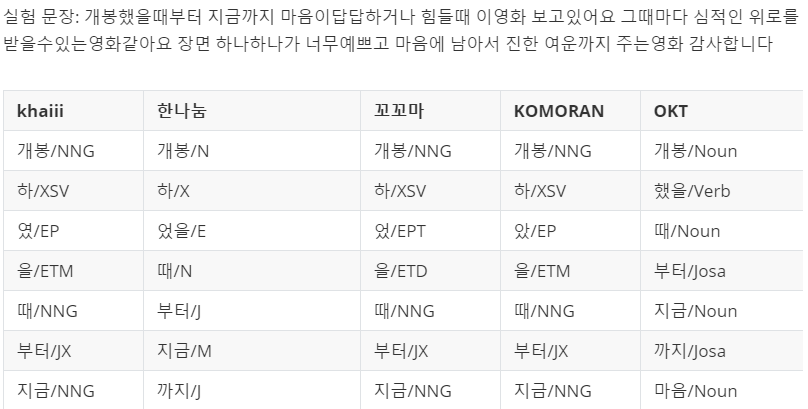 실험 문장: 개봉했을때부터 지금까지 마음이답답하거나 힘들때 이영화 보고있어요 그때마다 심적인 위로를
받을수있는영화같아요 장면 하나하나가 너무예쁘고 마음에 남아서 진한 여운까지 주는영화 감사합니다
khaiii 한나눔 꼬꼬마 KOMORAN OKT
개봉/NNG 개봉/N 개봉/NNG 개봉/NNG 개봉/Noun
하/XSV 하/X 하/XSV 하/XSV 했을/Verb
였/EP 었을/E 었/EPT 았/EP 때/Noun
을/ETM 때/N 을/ETD 을/ETM 부터/Josa
때/NNG 부터/J 때/NNG 때/NNG 지금/Noun
부터/JX 지금/M 부터/JX 부터/JX 까지/Josa
지금/NNG 까지/J 지금/NNG 지금/NNG 마음/Noun